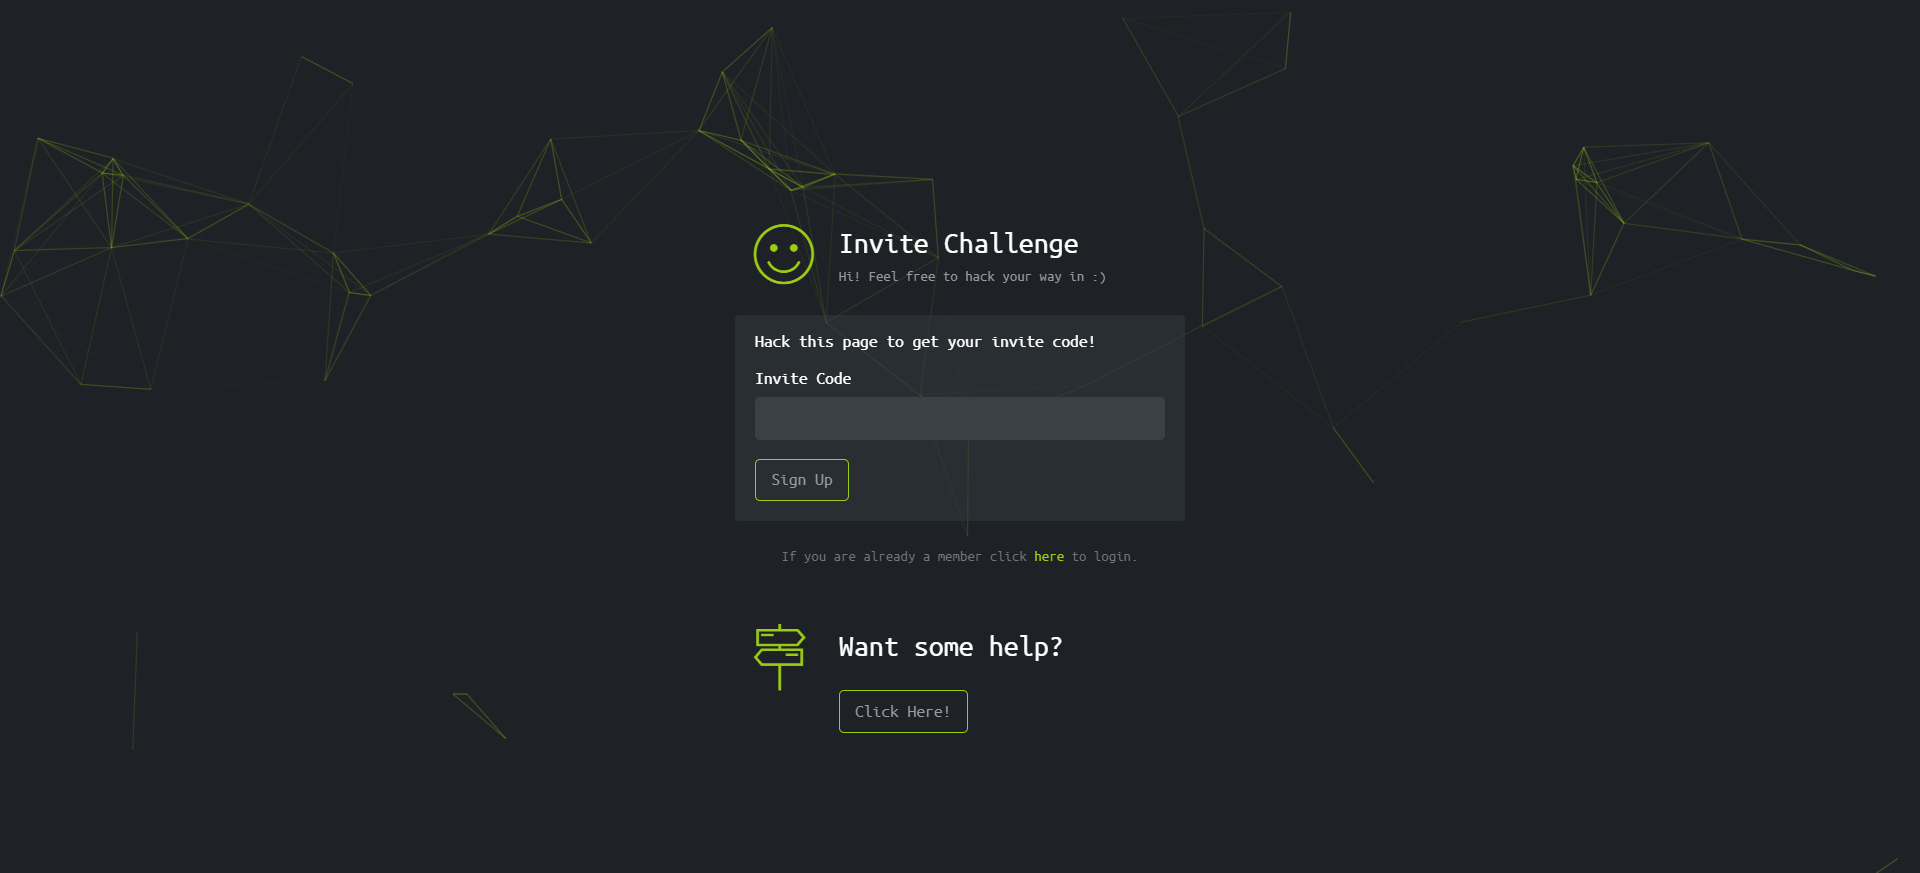 Invite Challenge
Hi! Feel free to hack your way in :)
Hack this page to get your invite code!
Invite Code
Sign Up
If you are already a member click here to login.
Want some help?
Click Here!